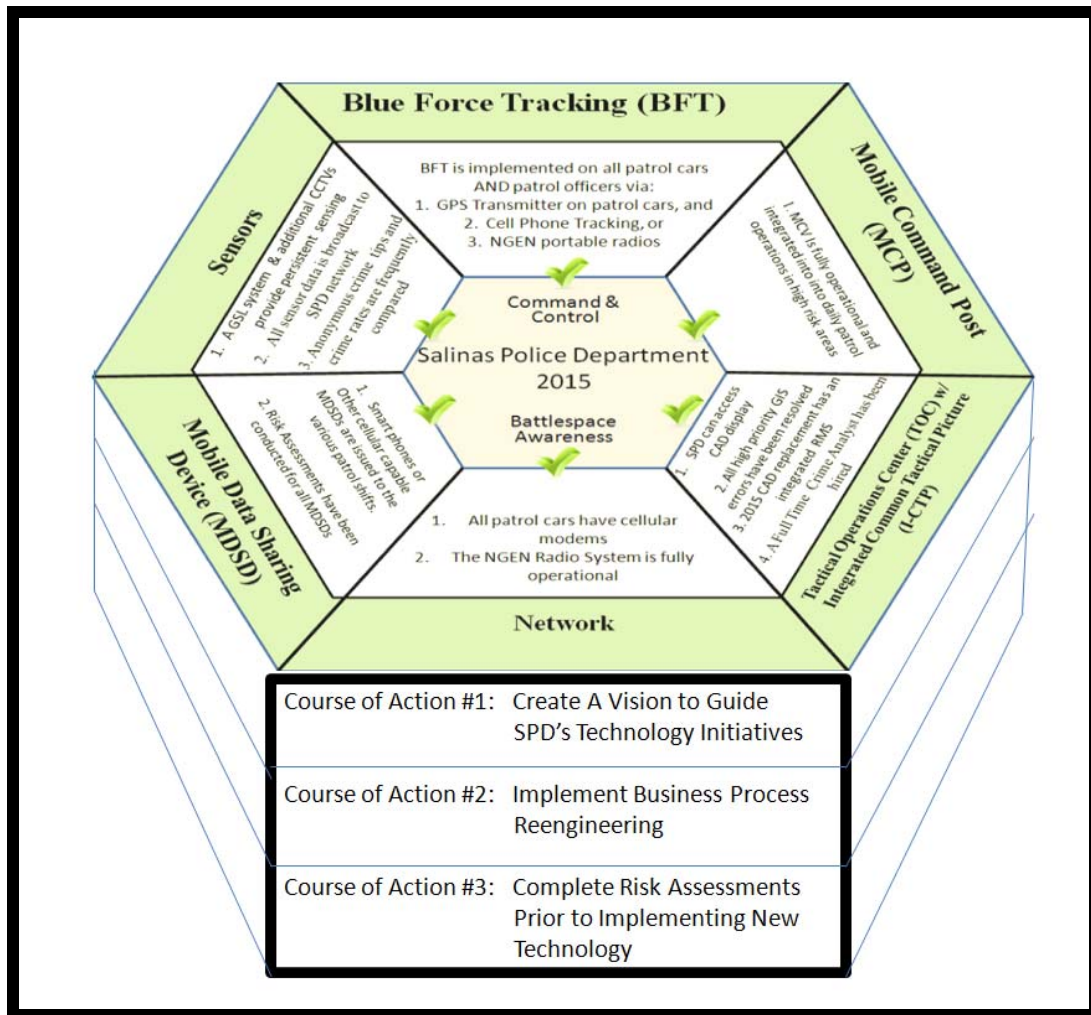 Blue Force Tracking (BFT)
BFT is implemented on all patrol cars
AND patrol officers via:
1. GPS Transmitter on patrol cars, and
2. Cell Phone Tracking, or
3. NGEN portable radios
Mobile Command Post
(MCP)
1. MCV is fully operational and
integrated into into daily patrol
operations in high risk areas
Tactical Operations Center (TOC) w/
Integrated Common Tactical Picture
(I-CTP)
1. SPD can access
CAD display
2. All high priority GIS
errors have been resolved
3. 2015 CAD replacement has an
integrated RMS
4. A Full Time Crime Analyst has been
hired
Network
1. All patrol cars have cellular
modems
2. The NGEN Radio System is fully
operational
Mobile Data Sharing
Device (MDSD)
1. Smart phones or
Other cellular capable
MDSDs are issued to the
various patrol shifts.
2. Risk Assessments have been
conducted for all MDSDs
Sensors
1. A GSL system & additional CCTVs
provide persistent sensing
2. All sensor data is broadcast to
SPD network
3. Anonymous crime tips and
crime rates are frequently
compared
Command &
Control
Salinas Police Department
2015
Battlespace
Awareness
Course of Action #1: Create A Vision to Guide
SPD's Technology Initiatives
Course of Action #2: Implement Business Process
Reengineering
Course of Action #3: Complete Risk Assessments
Prior to Implementing New
Technology